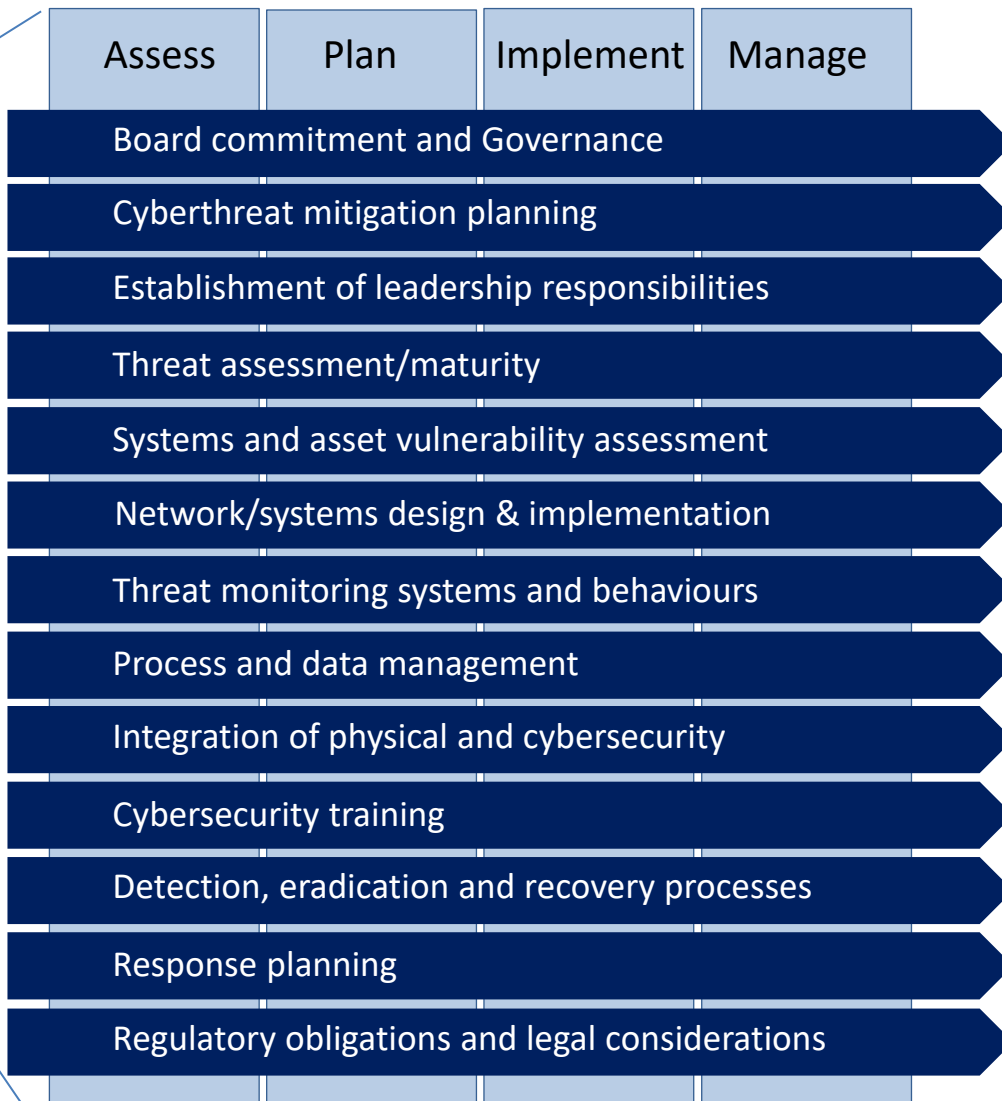 Assess Plan Implement Manage
Board commitment and Governance
Cyberthreat mitigation planning
Establishment of leadership responsibilities
Threat assessment/maturity
Systems and asset vulnerability assessment
Network/systems design & implementation
Threat monitoring systems and behaviours
Process and data management
Integration of physical and cybersecurity
Cybersecurity training
Detection, eradication and recovery processes
Response planning
Regulatory obligations and legal considerations